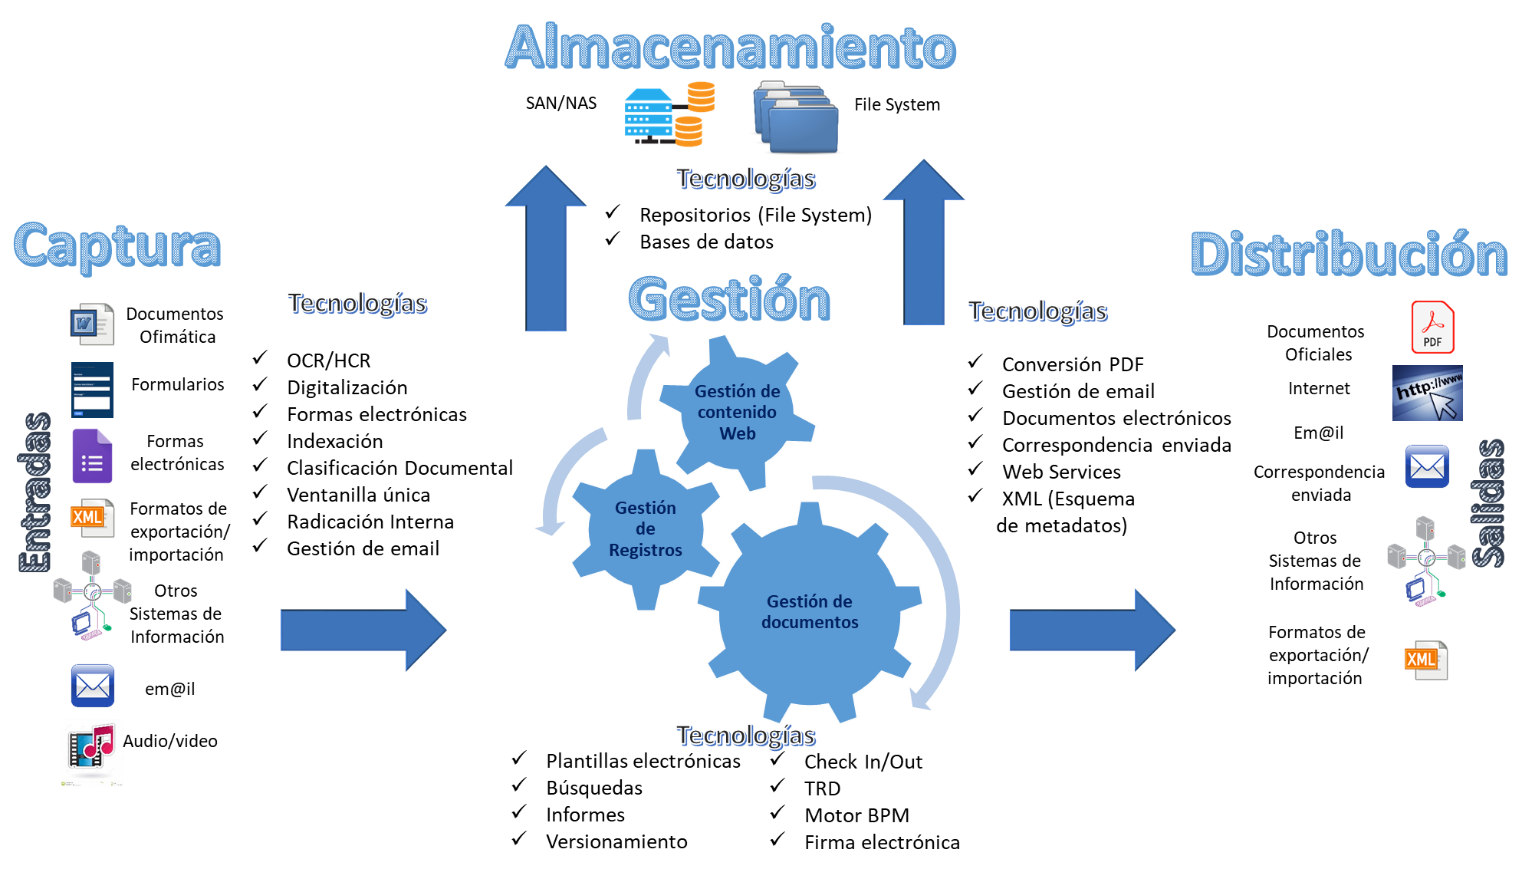 Almacenamiento
SAN/NAS
File System
Tecnologías
✓ Repositorios (File System)
✓ Bases de datos
Captura
Entradas
Documentos
Ofimática
Formularios
Formas
electrónicas
XML
Formatos de
exportación/
importación
Otros
Sistemas de
Información
em@il
Audio/video
Tecnologías
✓ OCR/HCR
✓ Digitalización
✓ Formas electrónicas
✓ Indexación
✓ Clasificación Documental
✓ Ventanilla única
✓ Radicación Interna
✓ Gestión de email
Gestión
Gestión de
contenido
Web
Gestión
de
Registros
Gestión de
documentos
Tecnologías
✓ Plantillas electrónicas
✓ Búsquedas
✓ Informes
✓ Versionamiento
✓ Check In/Out
✓ TRD
✓ Motor BPM
✓ Firma electrónica
Distribución
Tecnologías
✓ Conversión PDF
✓ Gestión de email
✓ Documentos electrónicos
✓ Correspondencia enviada
✓ Web Services
✓ XML (Esquema
de metadatos)
Salidas
Documentos
Oficiales
PDF
Internet
http://www
Em@il
Correspondencia
enviada
Otros
Sistemas de
Información
Formatos de
exportación/
importación
XML